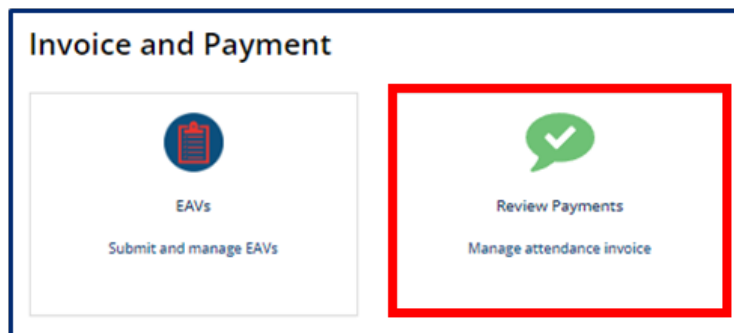 Invoice and Payment
EAVs
Submit and manage EAVs
Review Payments
Manage attendance invoice